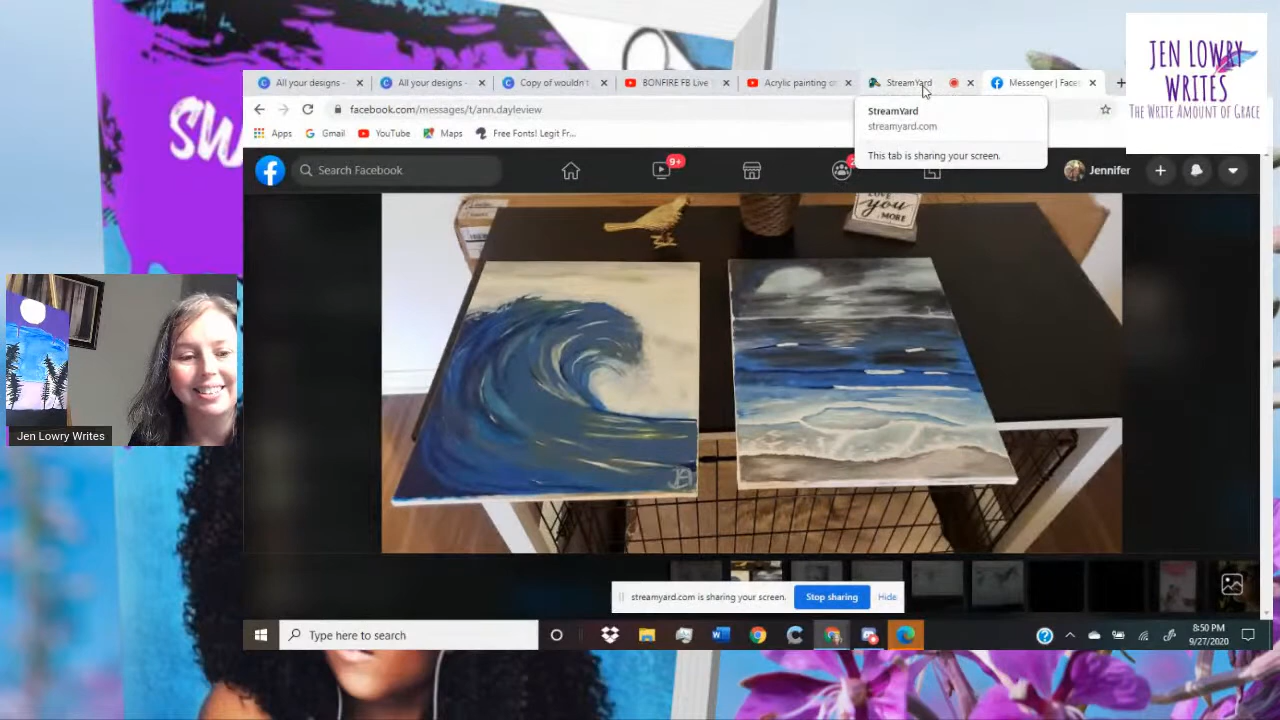 JEN LOWRY
WRITES
THE WRITE AMOUNT OF GRACE
SW
All your designs -
All your designs -
Copy of wouldn't
BONFIRE FB Live
Acrylic painting o
StreamYard
Messenger | Face
facebook.com/messages/t/ann.dayleview
StreamYard
streamyard.com
This tab is sharing your screen.
Apps
Gmail
YouTube
Maps
Free Fonts! Legit Fr...
Search Facebook
9+
Jennifer
LOVE
you
MORE
Jen Lowry Writes
streamyard.com is sharing your screen.
Stop sharing
Hide
Type here to search
8:50 PM
9/27/2020